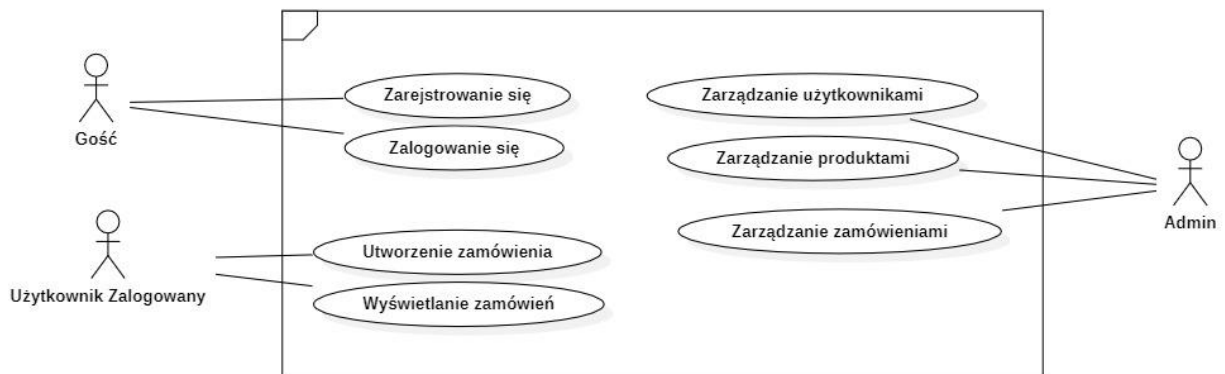 Zarejstrowanie się
Zarządzanie użytkownikami
Gość
Zalogowanie się
Zarządzanie produktami
Admin
Zarządzanie zamówieniami
Utworzenie zamówienia
Użytkownik Zalogowany
Wyświetlanie zamówień